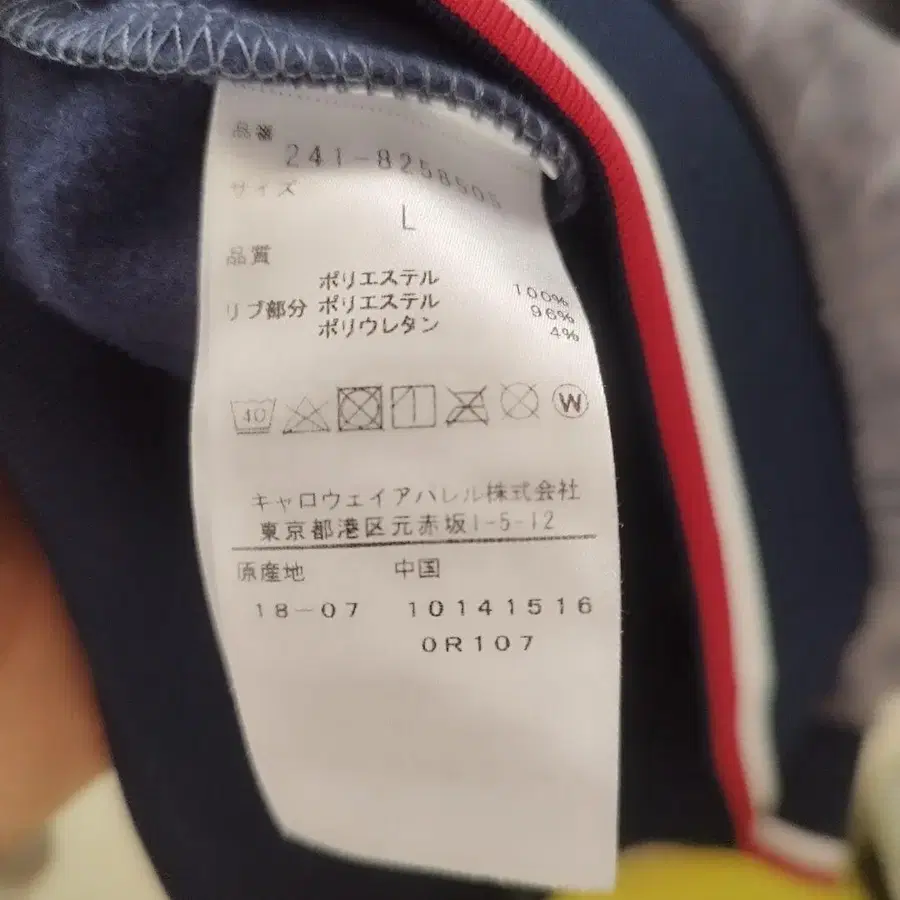 品番
241-8258505
サイズ
L
品質
ポリエステル 100%
リブ部分 ポリエステル 96%
ポリウレタン 4%
40
W
キャロウェイアパレル株式会社
東京都港区元赤坂1-5-12
原産地 中国
18-07 10141516
0R107